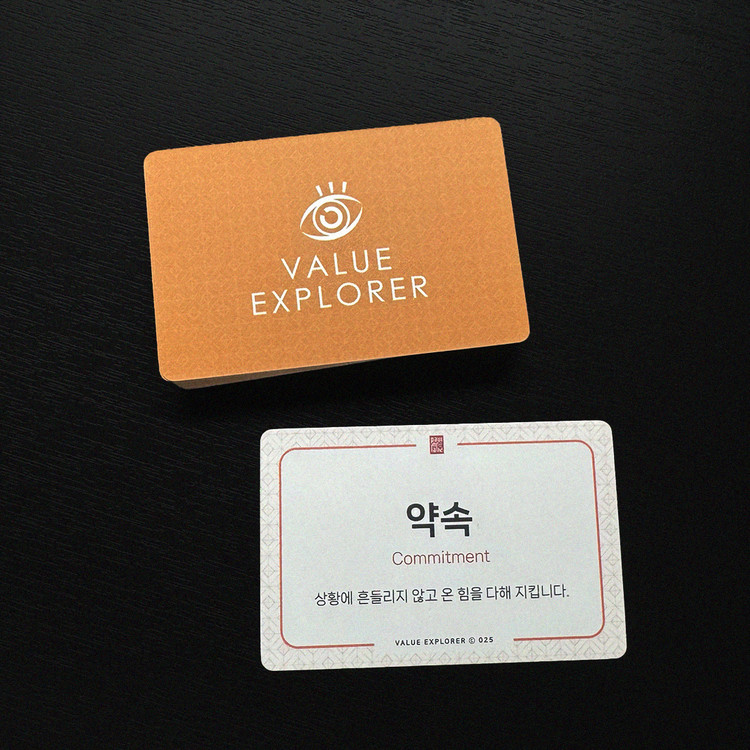 VALUE
EXPLORER
약속
Commitment
상황에 흔들리지 않고 온 힘을 다해 지킵니다.
VALUE EXPLORER © 025